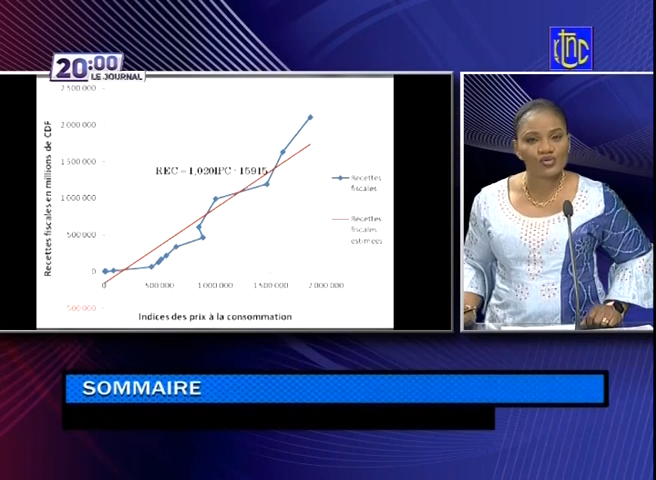 rtnc
20:00
LE JOURNAL
2 500 000
2 000 000
1 500 000
1 000 000
500 000
0
500 000
Recettes fiscales en millions de CDF
REC = 1,020IPC
15915
Recettes
fiscales
Recettes
fiscales
estimées
0
500 000
1 000 000
1 500 000
2 000 000
Indices des prix à la consommation
SOMMAIRE